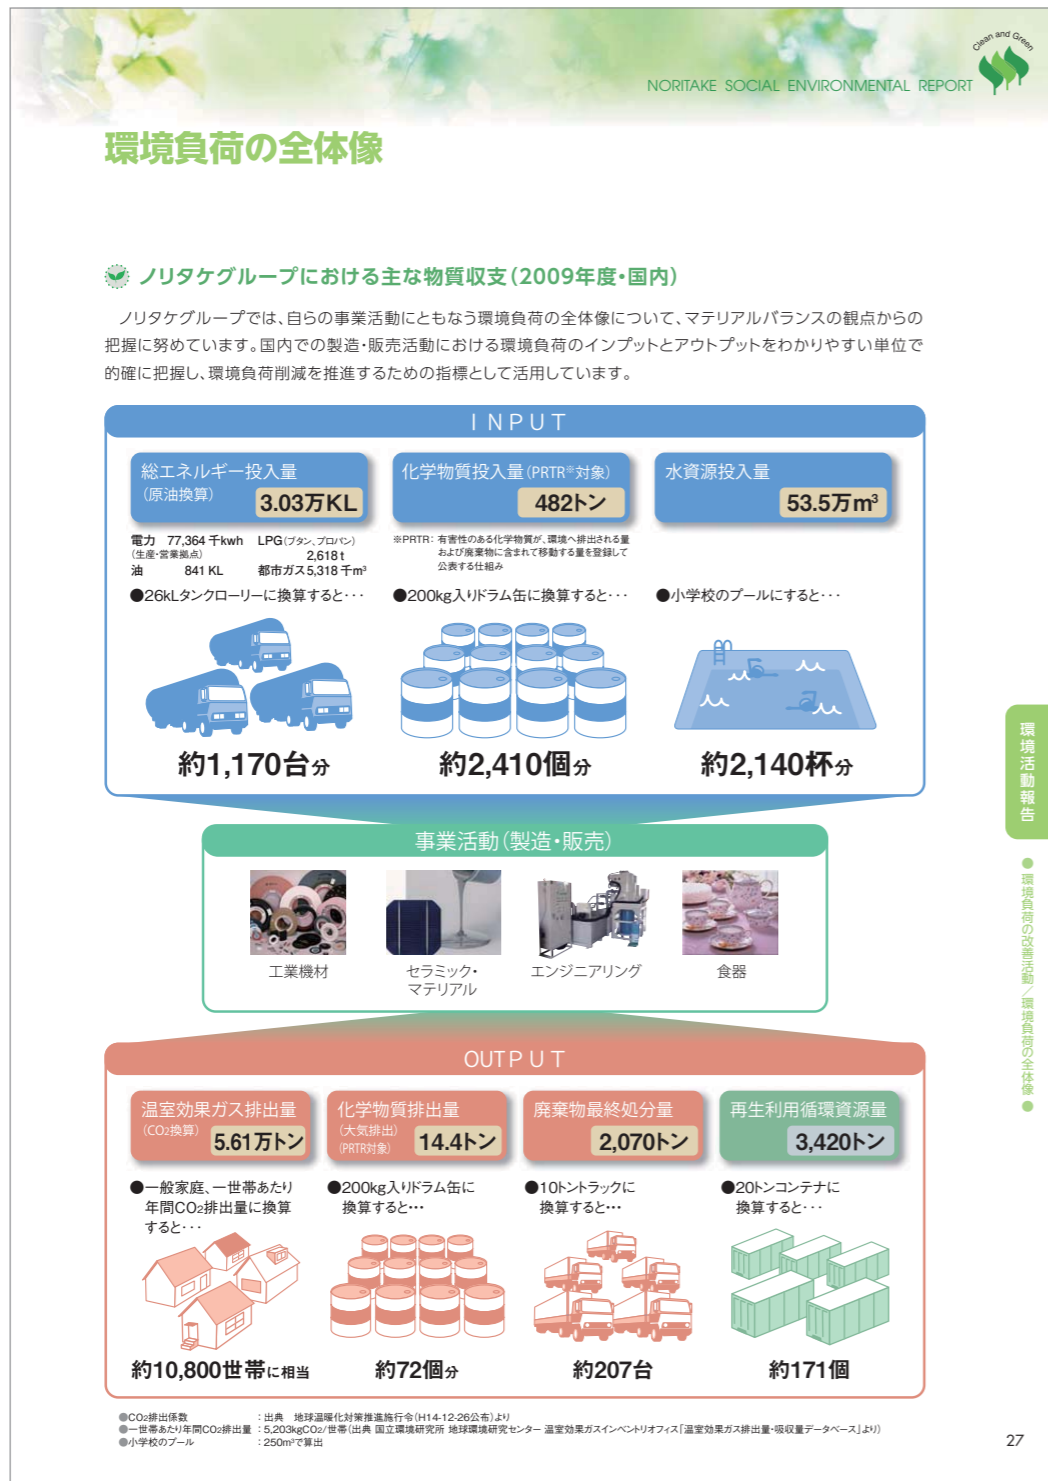 Clean and Green
NORITAKE SOCIAL ENVIRONMENTAL REPORT
環境負荷の全体像
ノリタケグループにおける主な物質収支（2009年度・国内）
ノリタケグループでは、自らの事業活動にともなう環境負荷の全体像について、マテリアルバランスの観点からの
把握に努めています。国内での製造・販売活動における環境負荷のインプットとアウトプットをわかりやすい単位で
的確に把握し、環境負荷削減を推進するための指標として活用しています。
INPUT
総エネルギー投入量
（原油換算）
3.03万KL
電力 77,364 千kwh
（生産・営業拠点）
油 841 KL
LPG（ブタン、プロパン）
2,618 t
都市ガス5,318 千m³
●26kLタンクローリーに換算すると・・・
約1,170台分
化学物質投入量（PRTR※対象）
482トン
※PRTR： 有害性のある化学物質が、環境へ排出される量
および廃棄物に含まれて移動する量を登録して
公表する仕組み
●200kg入りドラム缶に換算すると・・・
約2,410個分
水資源投入量
53.5万m³
●小学校のプールにすると・・・
約2,140杯分
事業活動（製造・販売）
工業機材
セラミック・
マテリアル
エンジニアリング
食器
OUTPUT
温室効果ガス排出量
（CO2換算）
5.61万トン
●一般家庭、一世帯あたり
年間CO2排出量に換算
すると・・・
約10,800世帯に相当
化学物質排出量
（大気排出）
（PRTR対象）
14.4トン
●200kg入りドラム缶に
換算すると・・・
約72個分
廃棄物最終処分量
2,070トン
●10トントラックに
換算すると・・・
約207台
再生利用循環資源量
3,420トン
●20トンコンテナに
換算すると・・・
約171個
●CO2排出係数 ：出典 地球温暖化対策推進施行令（H14-12-26公布）より
●一世帯あたり年間CO2排出量 ：5,203kgCO2/世帯（出典 国立環境研究所 地球環境研究センター 温室効果ガスインベントリオフィス「温室効果ガス排出量・吸収量データベース」より）
●小学校のプール ：250m³で算出
環境活動報告
●環境負荷の改善活動／環境負荷の全体像●
27